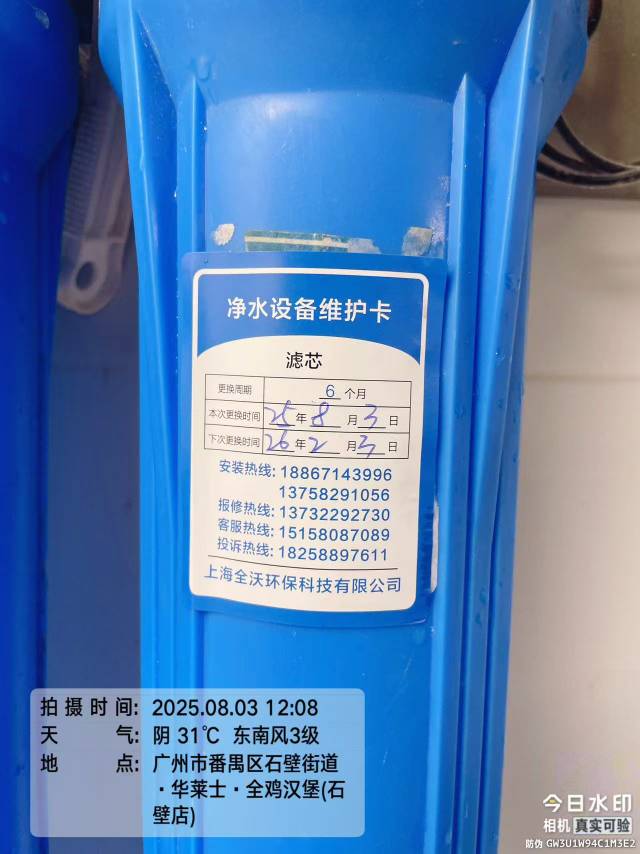 净水设备维护卡
滤芯
更换周期 6 个月
本次更换时间 25 年 8 月 3 日
下次更换时间 26 年 2 月 3 日
安装热线: 18867143996
13758291056
报修热线: 13732292730
客服热线: 15158087089
投诉热线: 18258897611
上海全沃环保科技有限公司
拍摄时间: 2025.08.03 12:08
天气: 阴 31℃ 东南风3级
地点: 广州市番禺区石壁街道
·华莱士·全鸡汉堡(石
壁店)
今日水印
相机 真实可验
防伪 GW3U1W94C1M3E2